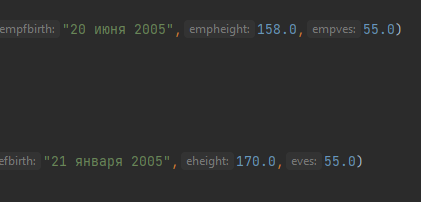 empfbirth: "20 июня 2005", empheight: 158.0, empves: 55.0)
efbirth: "21 января 2005", eheight: 170.0, eves: 55.0)